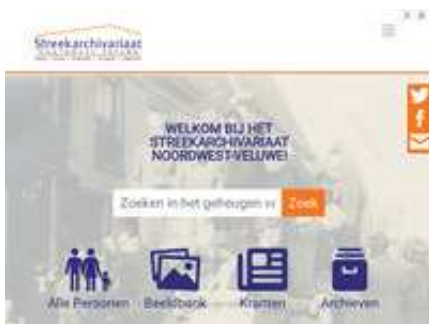 Streekarchivariaat
WELKOM BIJ HET
STREEKARCHIVARIAAT
NOORDWEST-VELUWE!
Zoeken in het geheugen v
Zoek
Alle Personen
Beeldbank
Kranten
Archieven